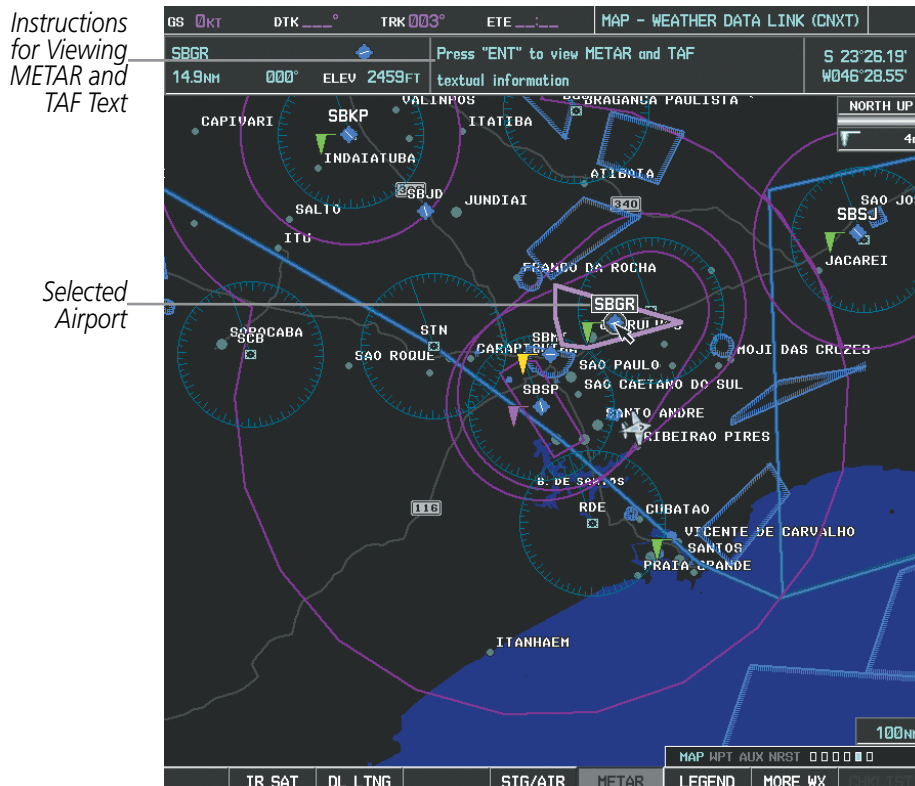 Instructions
for Viewing
METAR and
TAF Text
Selected
Airport
GS 0KT DTK ___° TRK 003° ETE __:__ MAP - WEATHER DATA LINK (CNXT)
SBGR
14.9NM 000° ELEV 2459FT
Press "ENT" to view METAR and TAF
textual information
S 23°26.19'
W046°28.55'
NORTH UP
VALINHOS
BRAGANCA PAULISTA
CAPIVARI
SBKP
ITATIBA
INDAIATUBA
ATIBAIA
SBJD
JUNDIAI
SALTO
340
SAO JOS
SBSJ
ITU
JACAREI
FRANCO DA ROCHA
SBGR
SCB
STN
SAO ROQUE
MOJI DAS CRUZES
SAO PAULO
SAO CAETANO DO SUL
SBSP
SANTO ANDRE
RIBEIRAO PIRES
B. DE SANTOS
RDE
116
CUBATAO
VICENTE DE CARVALHO
SANTOS
PRAIA GRANDE
ITANHAEM
100NM
MAP WPT AUX NRST
IR SAT DL LTNG SIG/AIR METAR LEGEND MORE WX CHKLIST